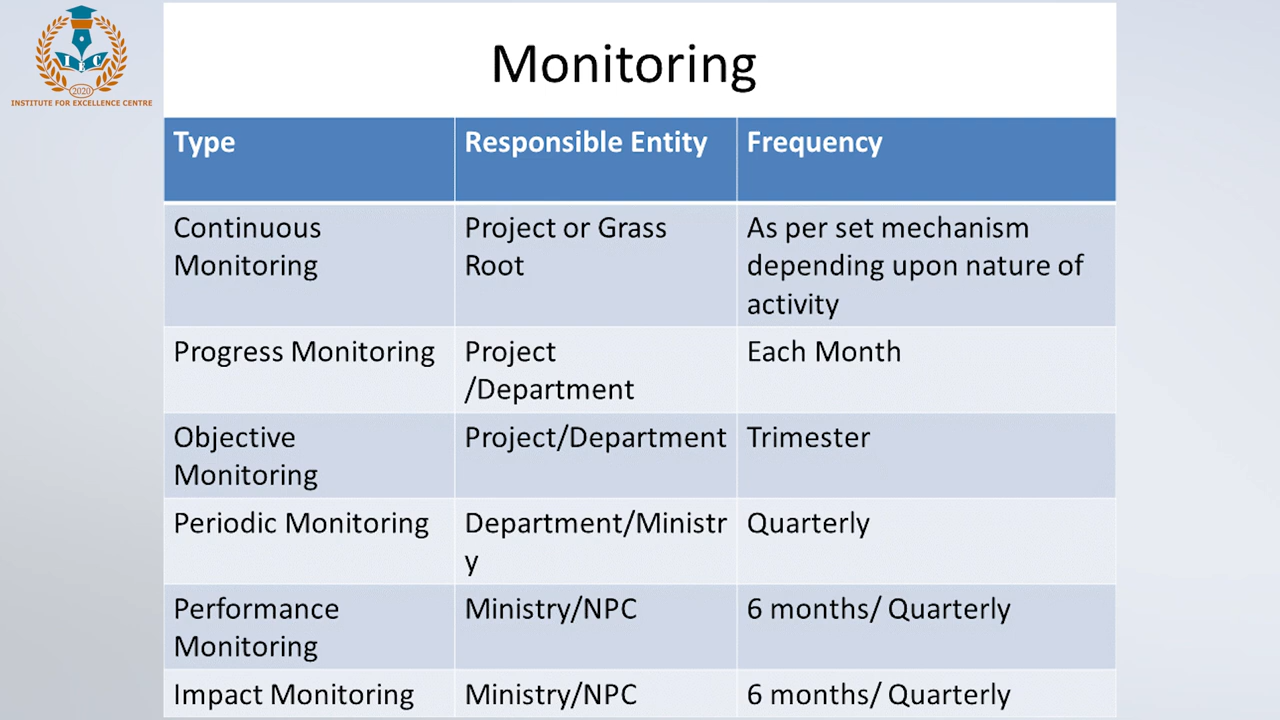 IEC
2020
INSTITUTE FOR EXCELLENCE CENTRE
Monitoring
Type
Responsible Entity
Frequency
Continuous
Monitoring
Project or Grass
Root
As per set mechanism
depending upon nature of
activity
Progress Monitoring
Project
/Department
Each Month
Objective
Monitoring
Project/Department
Trimester
Periodic Monitoring
Department/Ministr
y
Quarterly
Performance
Monitoring
Ministry/NPC
6 months/ Quarterly
Impact Monitoring
Ministry/NPC
6 months/ Quarterly